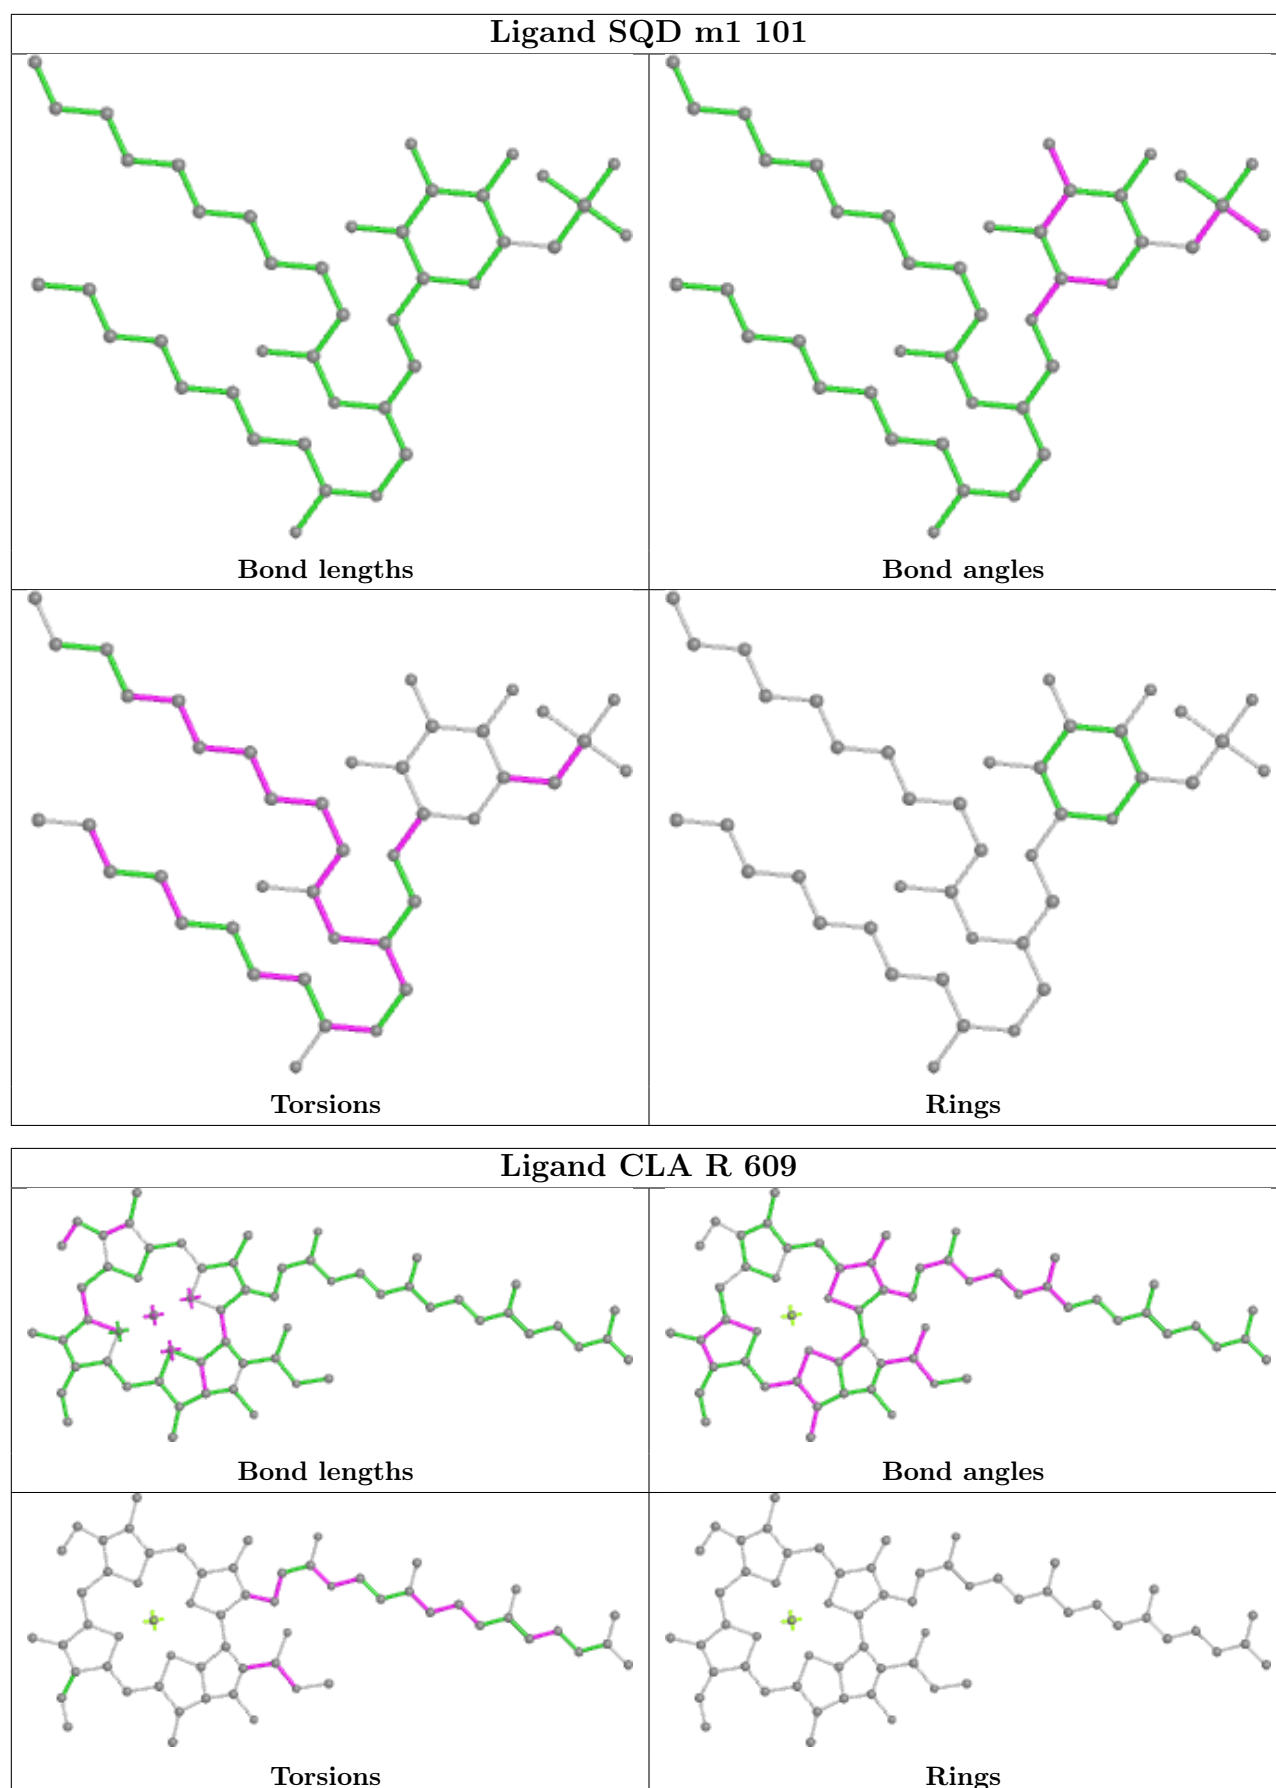 Ligand SQD m1 101
Bond lengths
Bond angles
Torsions
Rings
Ligand CLA R 609
Bond lengths
Bond angles
Torsions
Rings